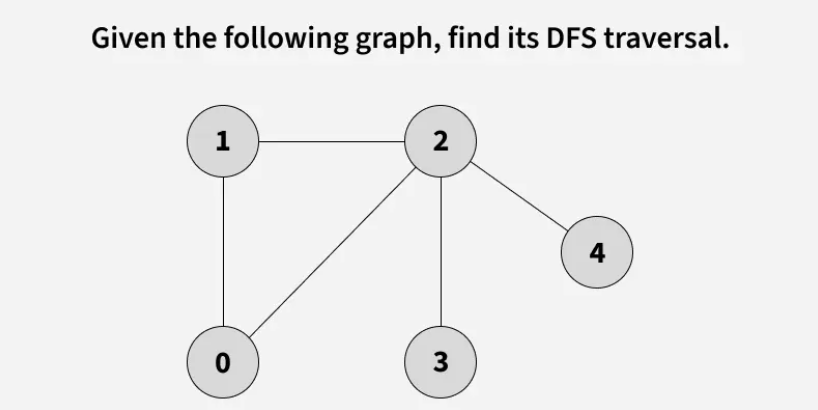 Given the following graph, find its DFS traversal.
1 2
4
0 3